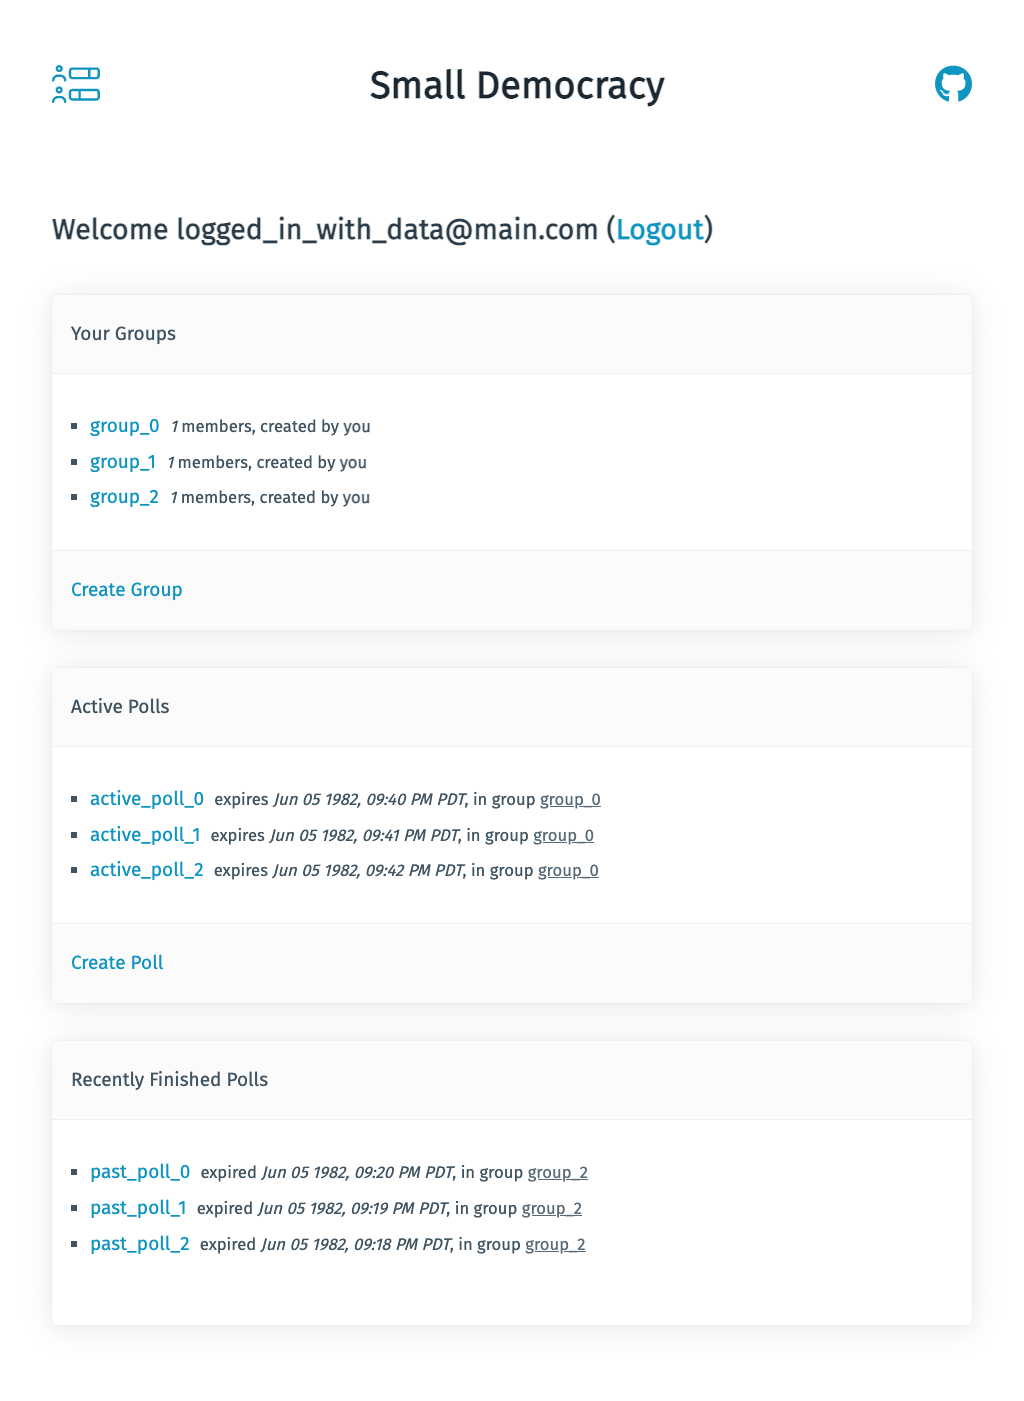 Small Democracy
Welcome logged_in_with_data@main.com (Logout)
Your Groups
group_0 1 members, created by you
group_1 1 members, created by you
group_2 1 members, created by you
Create Group
Active Polls
active_poll_0 expires Jun 05 1982, 09:40 PM PDT, in group group_0
active_poll_1 expires Jun 05 1982, 09:41 PM PDT, in group group_0
active_poll_2 expires Jun 05 1982, 09:42 PM PDT, in group group_0
Create Poll
Recently Finished Polls
past_poll_0 expired Jun 05 1982, 09:20 PM PDT, in group group_2
past_poll_1 expired Jun 05 1982, 09:19 PM PDT, in group group_2
past_poll_2 expired Jun 05 1982, 09:18 PM PDT, in group group_2